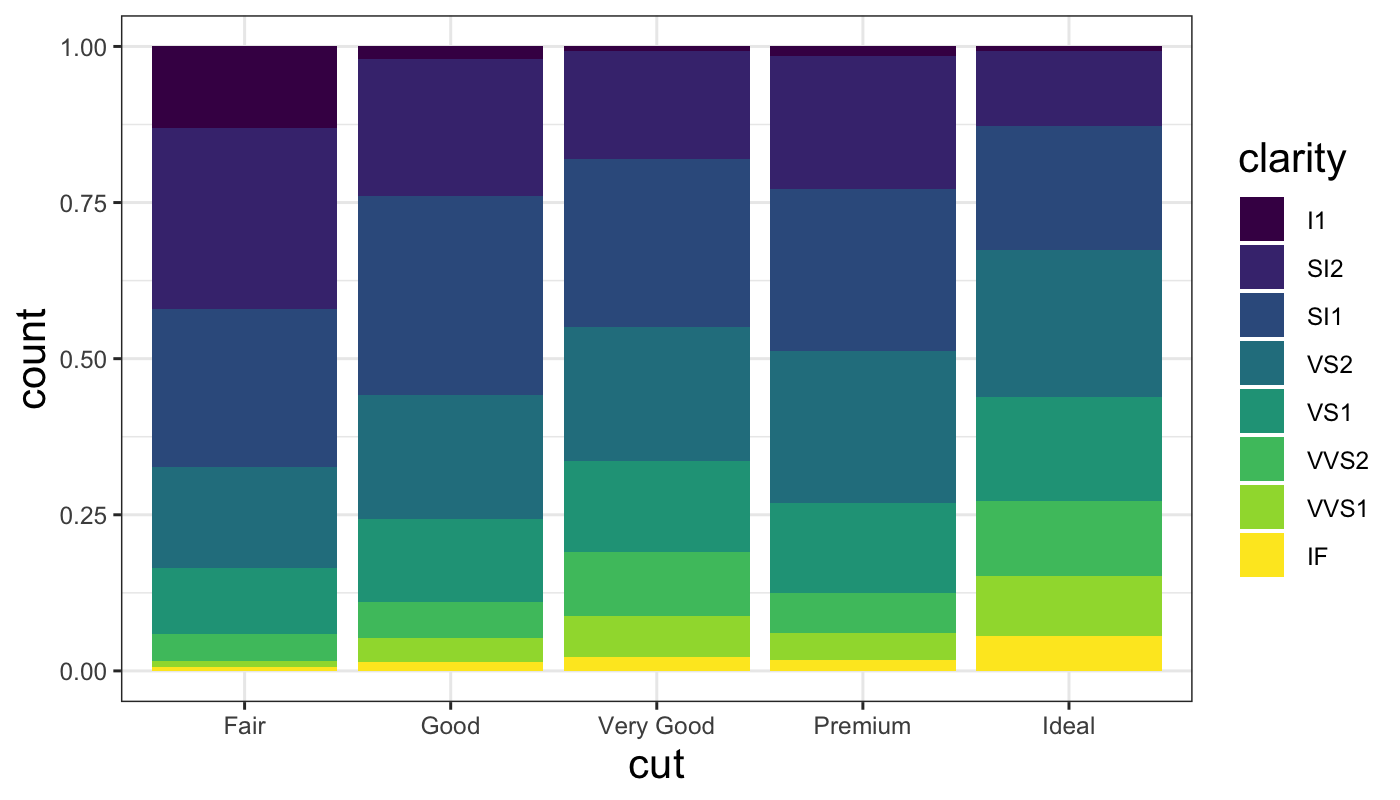 1.00
0.75
0.50
0.25
0.00
count
Fair Good Very Good Premium Ideal
cut
clarity
I1
SI2
SI1
VS2
VS1
VVS2
VVS1
IF